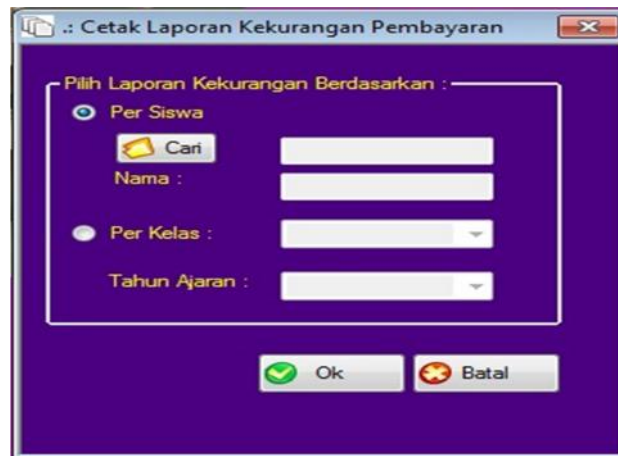 .: Cetak Laporan Kekurangan Pembayaran
Pilih Laporan Kekurangan Berdasarkan :
Per Siswa
Cari
Nama :
Per Kelas :
Tahun Ajaran :
Ok
Batal